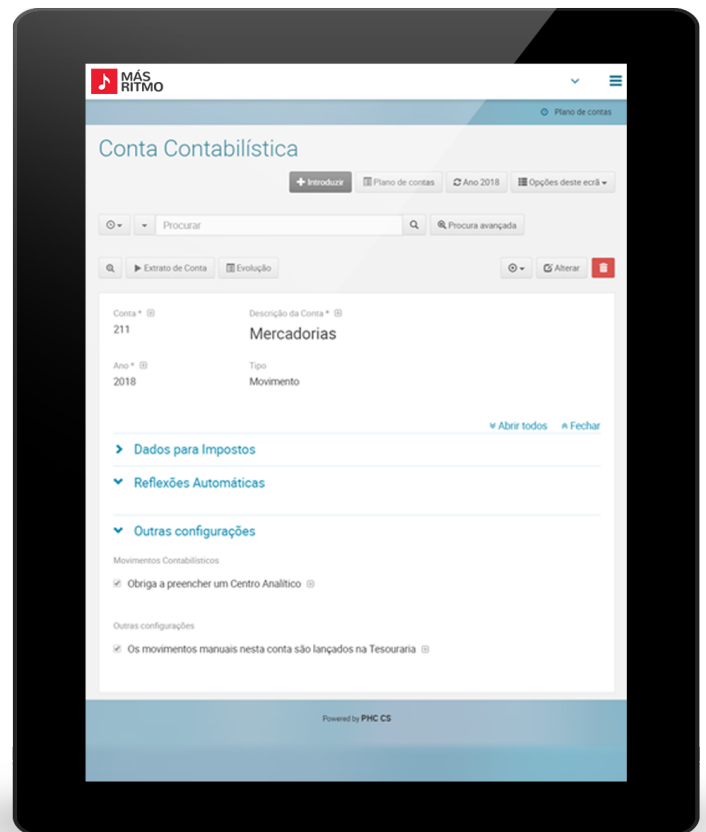 MÁS
RITMO
Plano de contas
Conta Contabilística
Introduzir Plano de contas Ano 2018 Opções deste ecrã
Procurar Procura avançada
Extrato de Conta Evolução Alterar
Conta * Descrição da Conta *
211 Mercadorias
Ano * Tipo
2018 Movimento
Abrir todos Fechar
Dados para Impostos
Reflexões Automáticas
Outras configurações
Movimentos Contabilísticos
Obriga a preencher um Centro Analítico
Outras configurações
Os movimentos manuais nesta conta são lançados na Tesouraria
Powered by PHC CS